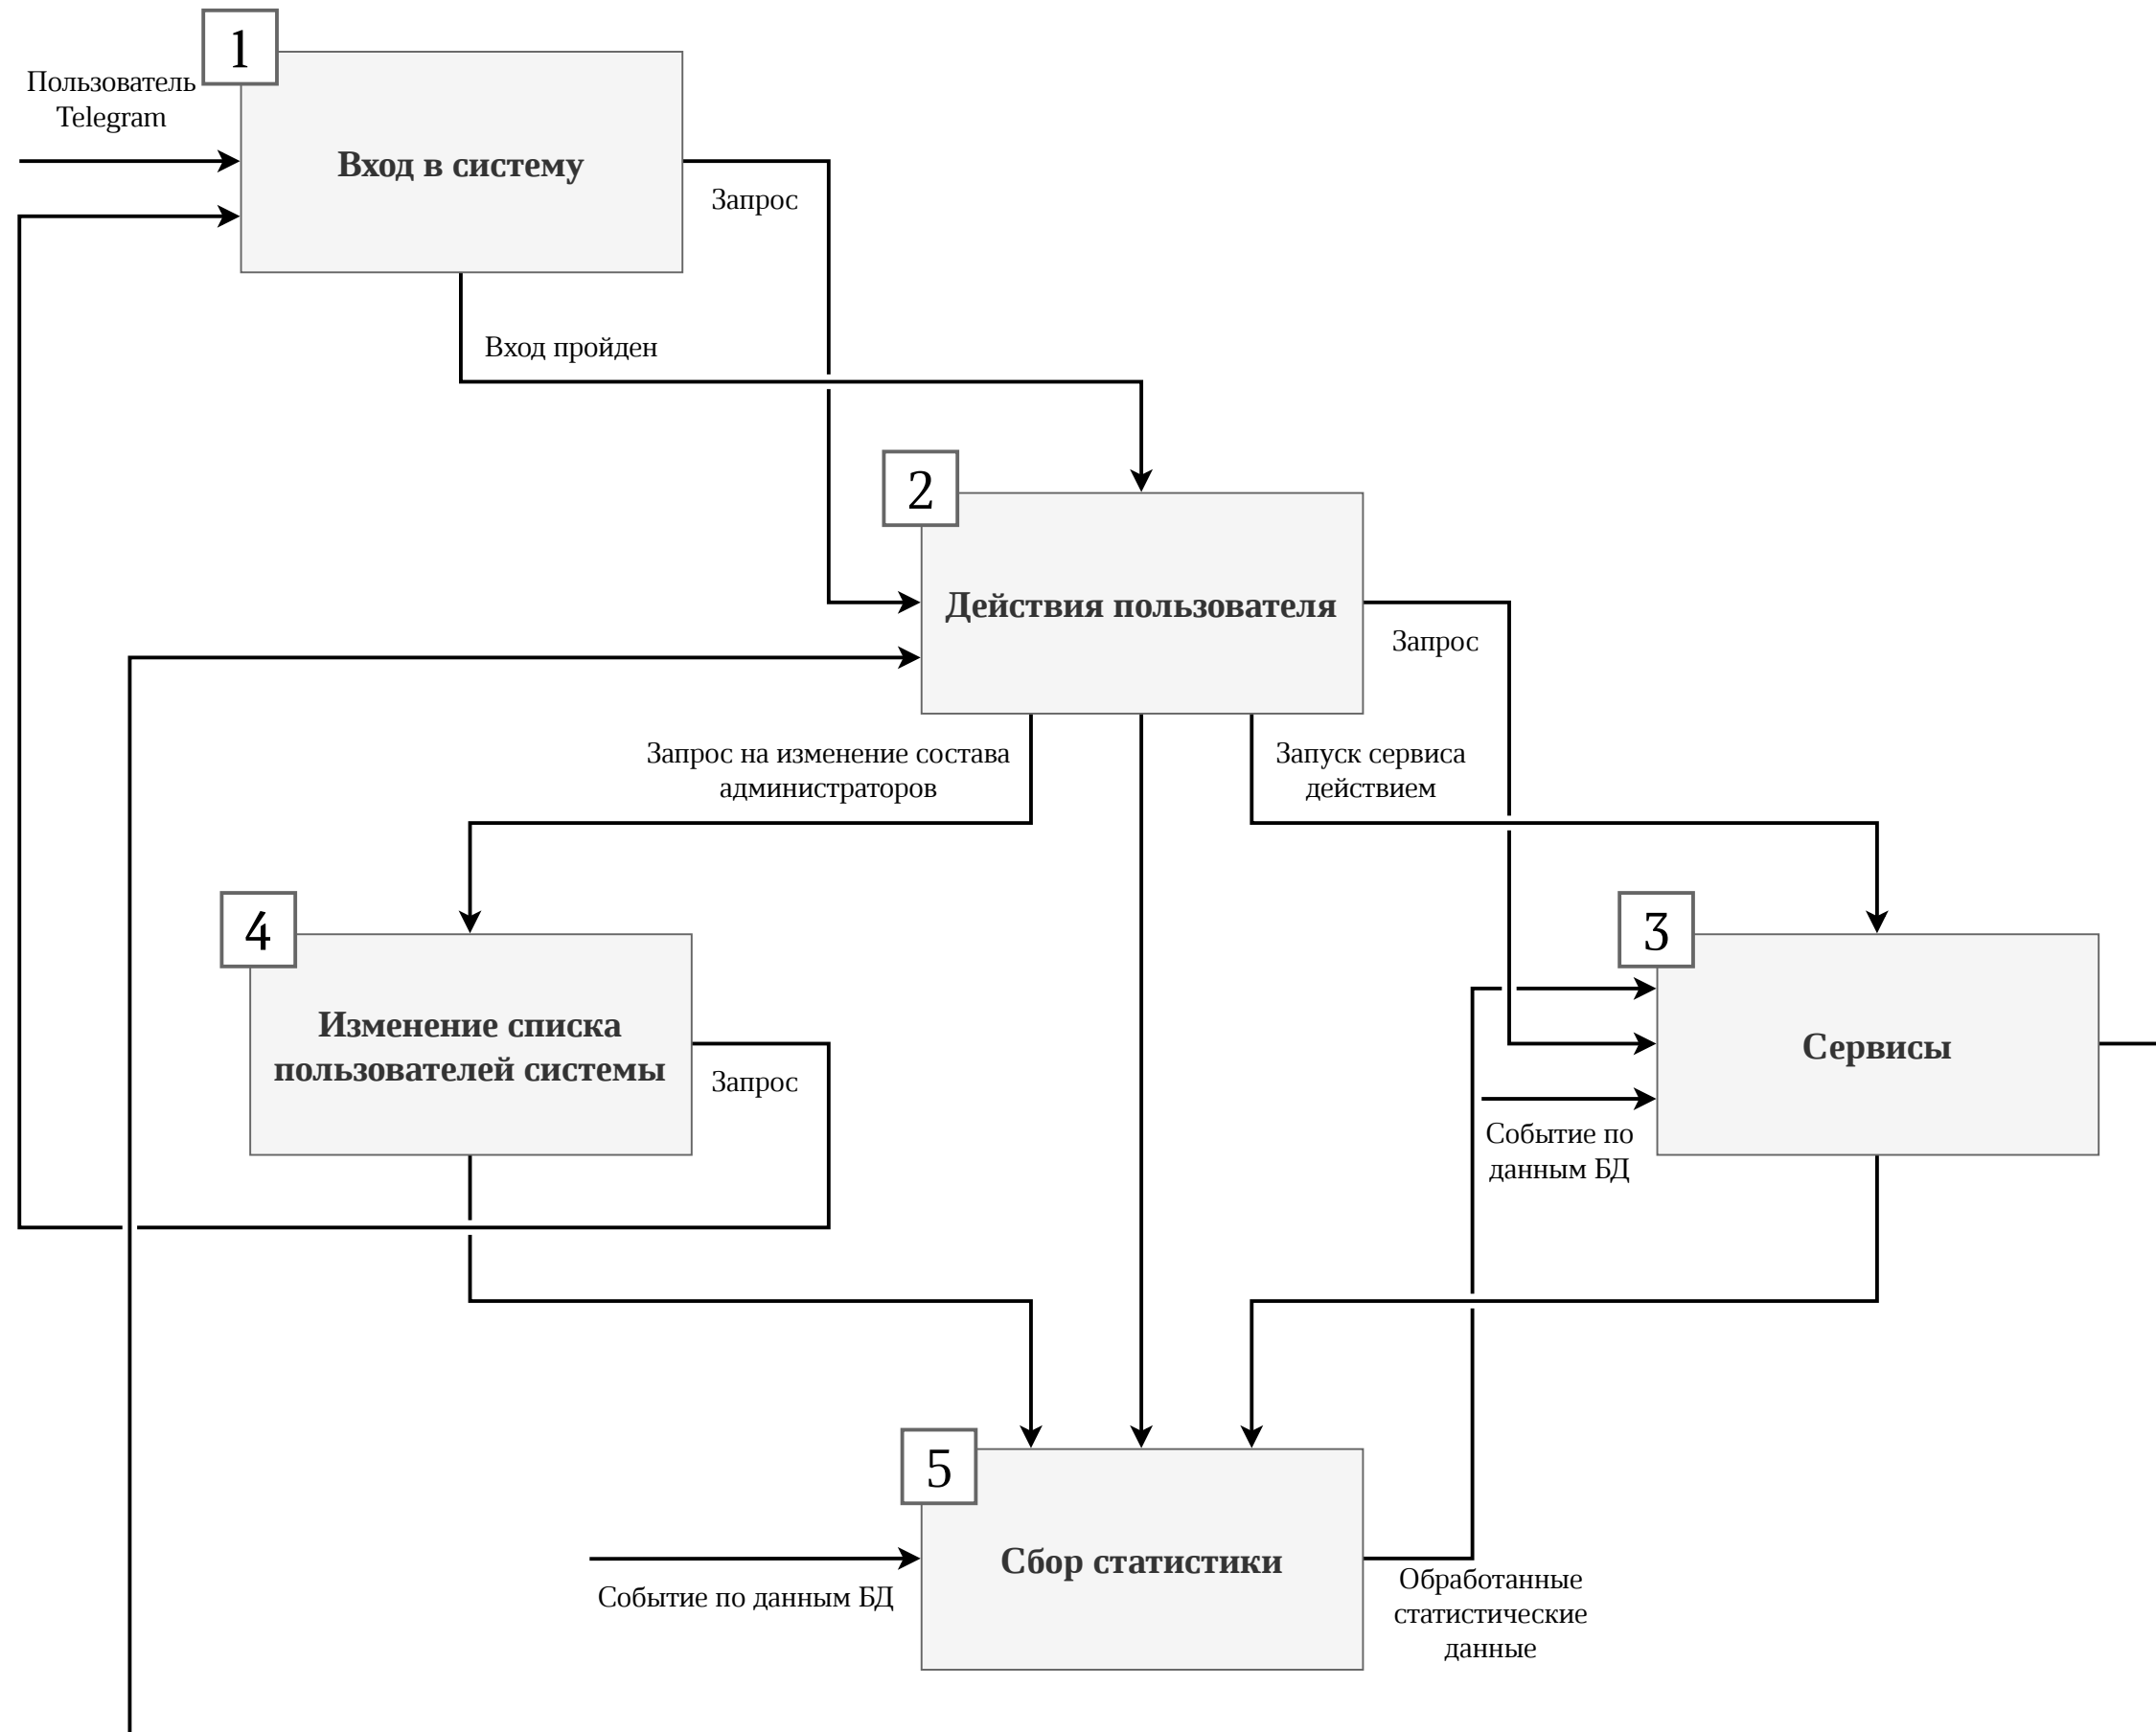 1
Пользователь
Telegram
Вход в систему
Запрос
Вход пройден
2
Действия пользователя
Запрос
Запрос на изменение состава
администраторов
Запуск сервиса
действием
4
Изменение списка
пользователей системы
Запрос
3
Сервисы
Событие по
данным БД
5
Сбор статистики
Событие по данным БД
Обработанные
статистические
данные